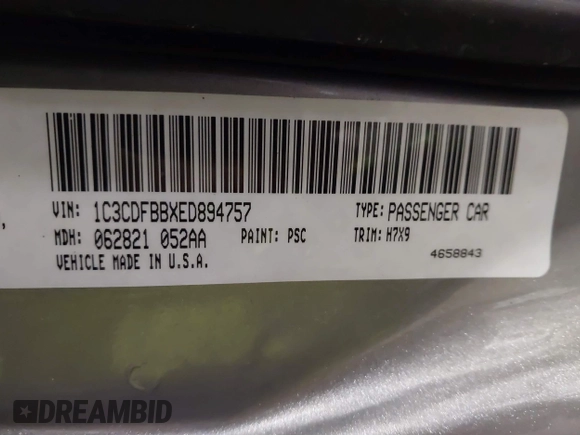 VIN: 1C3CDFBBXED894757 TYPE: PASSENGER CAR
MDH: 062821 052AA PAINT: PSC TRIM: H7X9
VEHICLE MADE IN U.S.A. 4658843
DREAMBID